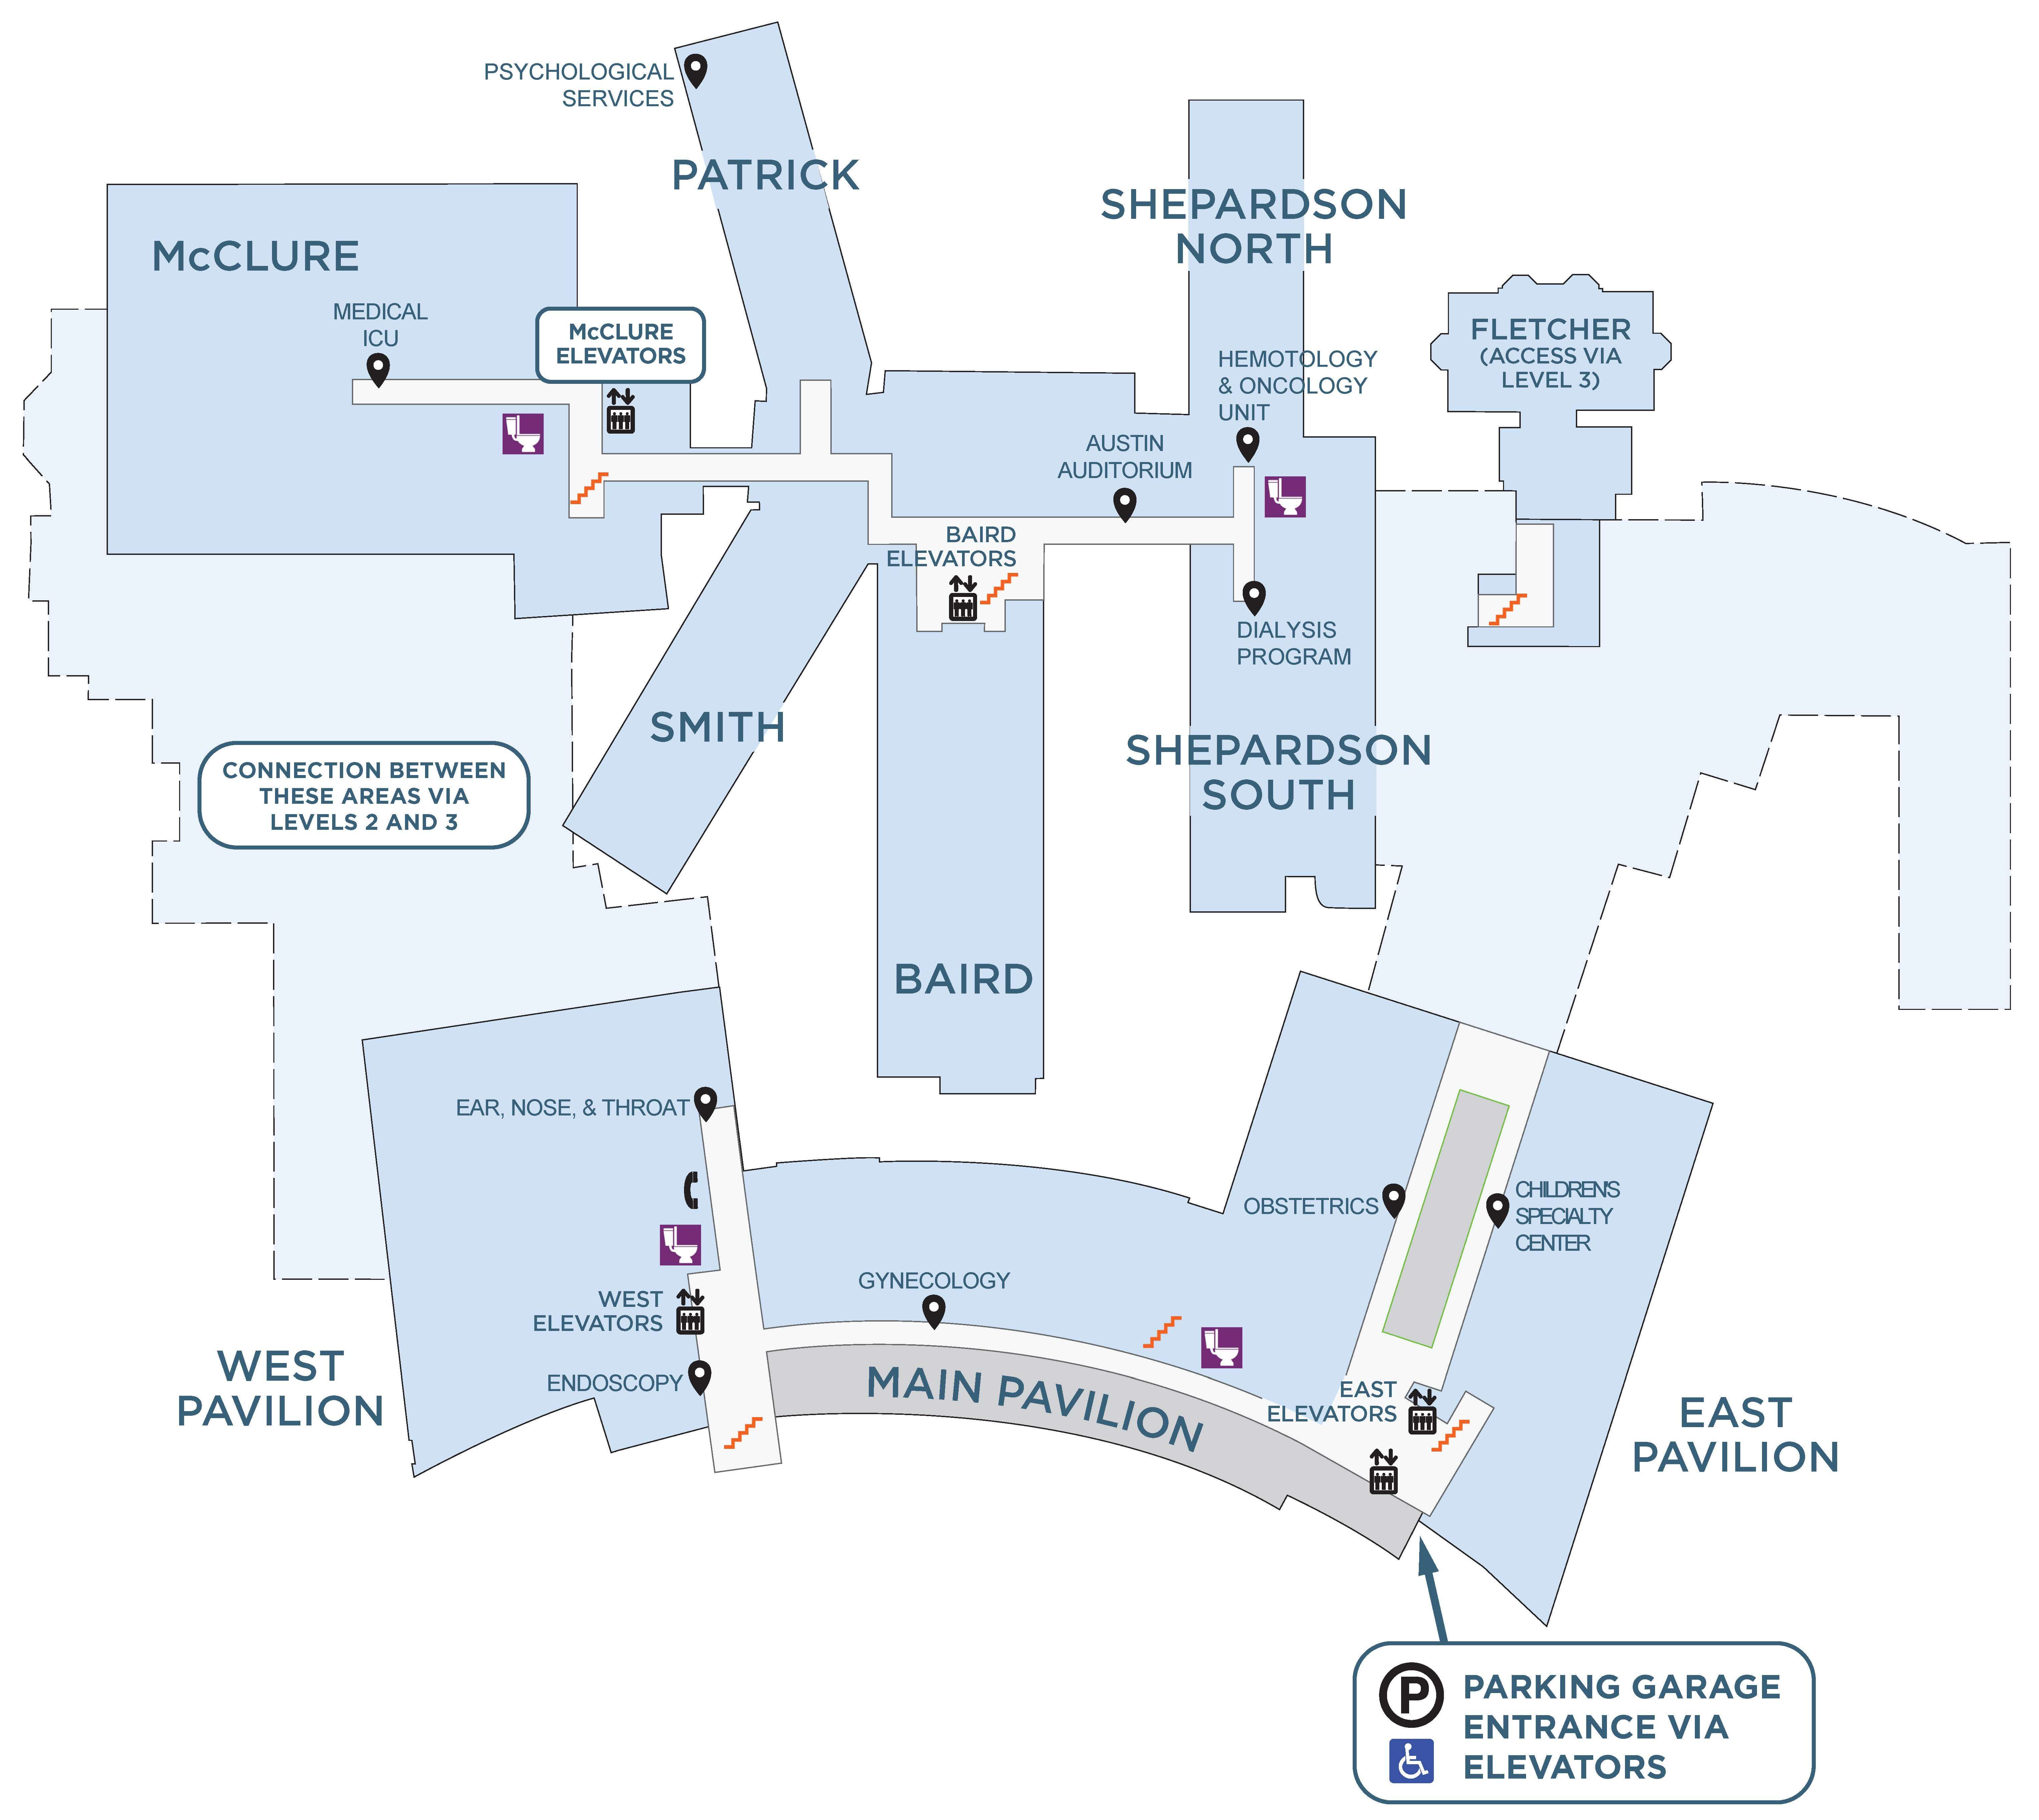 PSYCHOLOGICAL
SERVICES
PATRICK
SHEPARDSON
NORTH
McCLURE
MEDICAL
ICU
McCLURE
ELEVATORS
FLETCHER
(ACCESS VIA
LEVEL 3)
HEMOTOLOGY
& ONCOLOGY
UNIT
AUSTIN
AUDITORIUM
BAIRD
ELEVATORS
DIALYSIS
PROGRAM
SMITH
SHEPARDSON
SOUTH
CONNECTION BETWEEN
THESE AREAS VIA
LEVELS 2 AND 3
BAIRD
EAR, NOSE, & THROAT
OBSTETRICS
CHILDREN'S
SPECIALTY
CENTER
GYNECOLOGY
WEST
ELEVATORS
WEST
PAVILION
ENDOSCOPY
MAIN PAVILION
EAST
ELEVATORS
EAST
PAVILION
P
PARKING GARAGE
ENTRANCE VIA
ELEVATORS